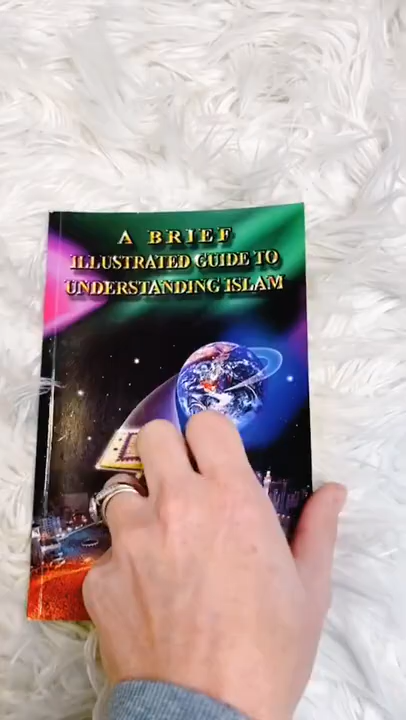 A BRIEF
ILLUSTRATED GUIDE TO
UNDERSTANDING ISLAM